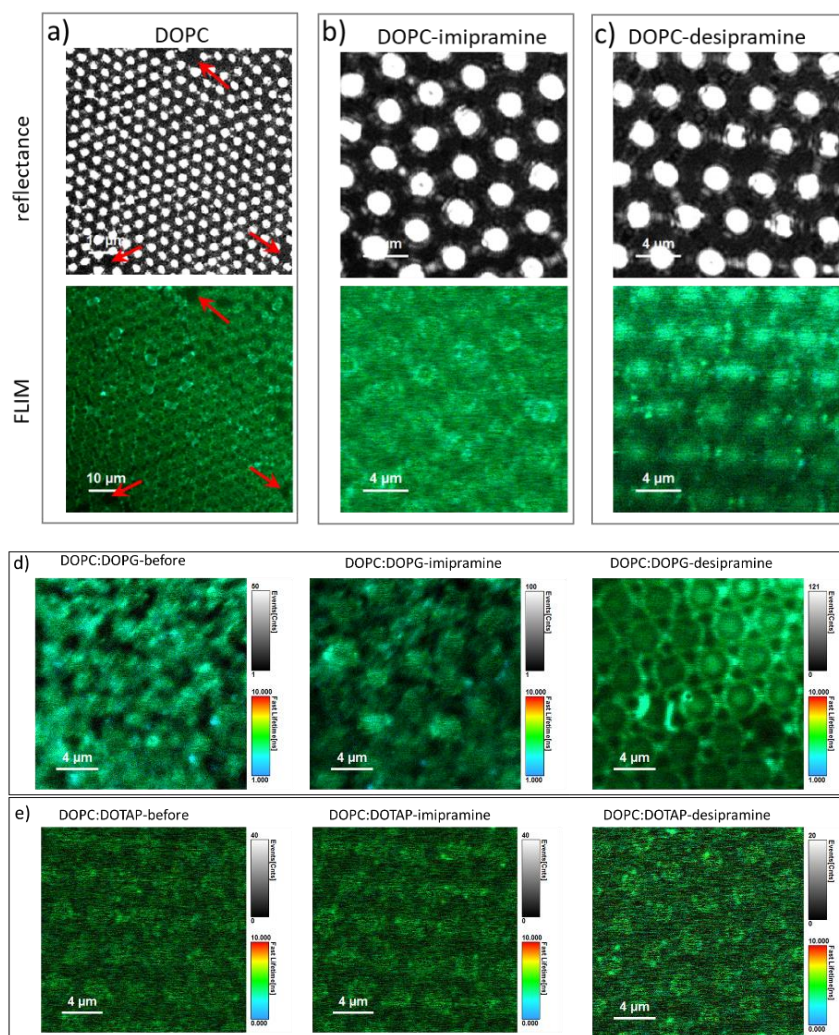 a) DOPC
b) DOPC-imipramine
c) DOPC-desipramine
reflectance
4 µm
FLIM
10 µm
4 µm
4 µm
d)
DOPC:DOPG-before
DOPC:DOPG-imipramine
DOPC:DOPG-desipramine
50
Events[Cnts]
1
10.000
Fast Lifetime[ns]
1.000
4 µm
100
Events[Cnts]
1
10.000
Fast Lifetime[ns]
1.000
4 µm
121
Events[Cnts]
0
10.000
Fast Lifetime[ns]
1.000
4 µm
e)
DOPC:DOTAP-before
DOPC:DOTAP-imipramine
DOPC:DOTAP-desipramine
40
Events[Cnts]
0
10.000
Fast Lifetime[ns]
0.000
4 µm
40
Events[Cnts]
0
10.000
Fast Lifetime[ns]
0.000
4 µm
20
Events[Cnts]
0
10.000
Fast Lifetime[ns]
4 µm